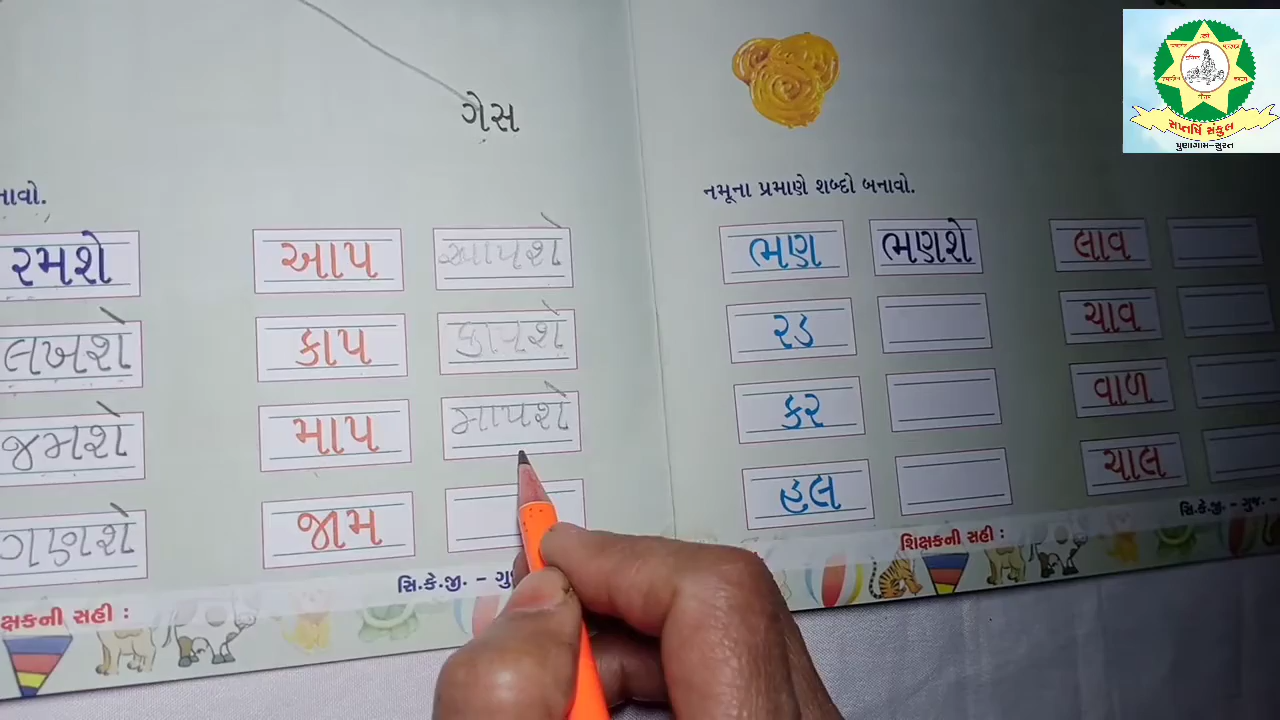 ગેસ
નાવો.
રમશે
લખશે
જમશે
ગણશે
આપ આપશે
કાપ કાપશે
માપ માપશે
જામ
સિ.કે.જી. - ગુ
ક્ષકની સહી :
નમૂના પ્રમાણે શબ્દો બનાવો.
ભણ ભણશે
રડ
કર
હલ
લાવ
ચાવ
વાળ
ચાલ
સિ.કે.જી. - ગુજ. -
શિક્ષકની સહી :
સપ્તર્ષિ સંકુલ
પુણાગામ-સુરત